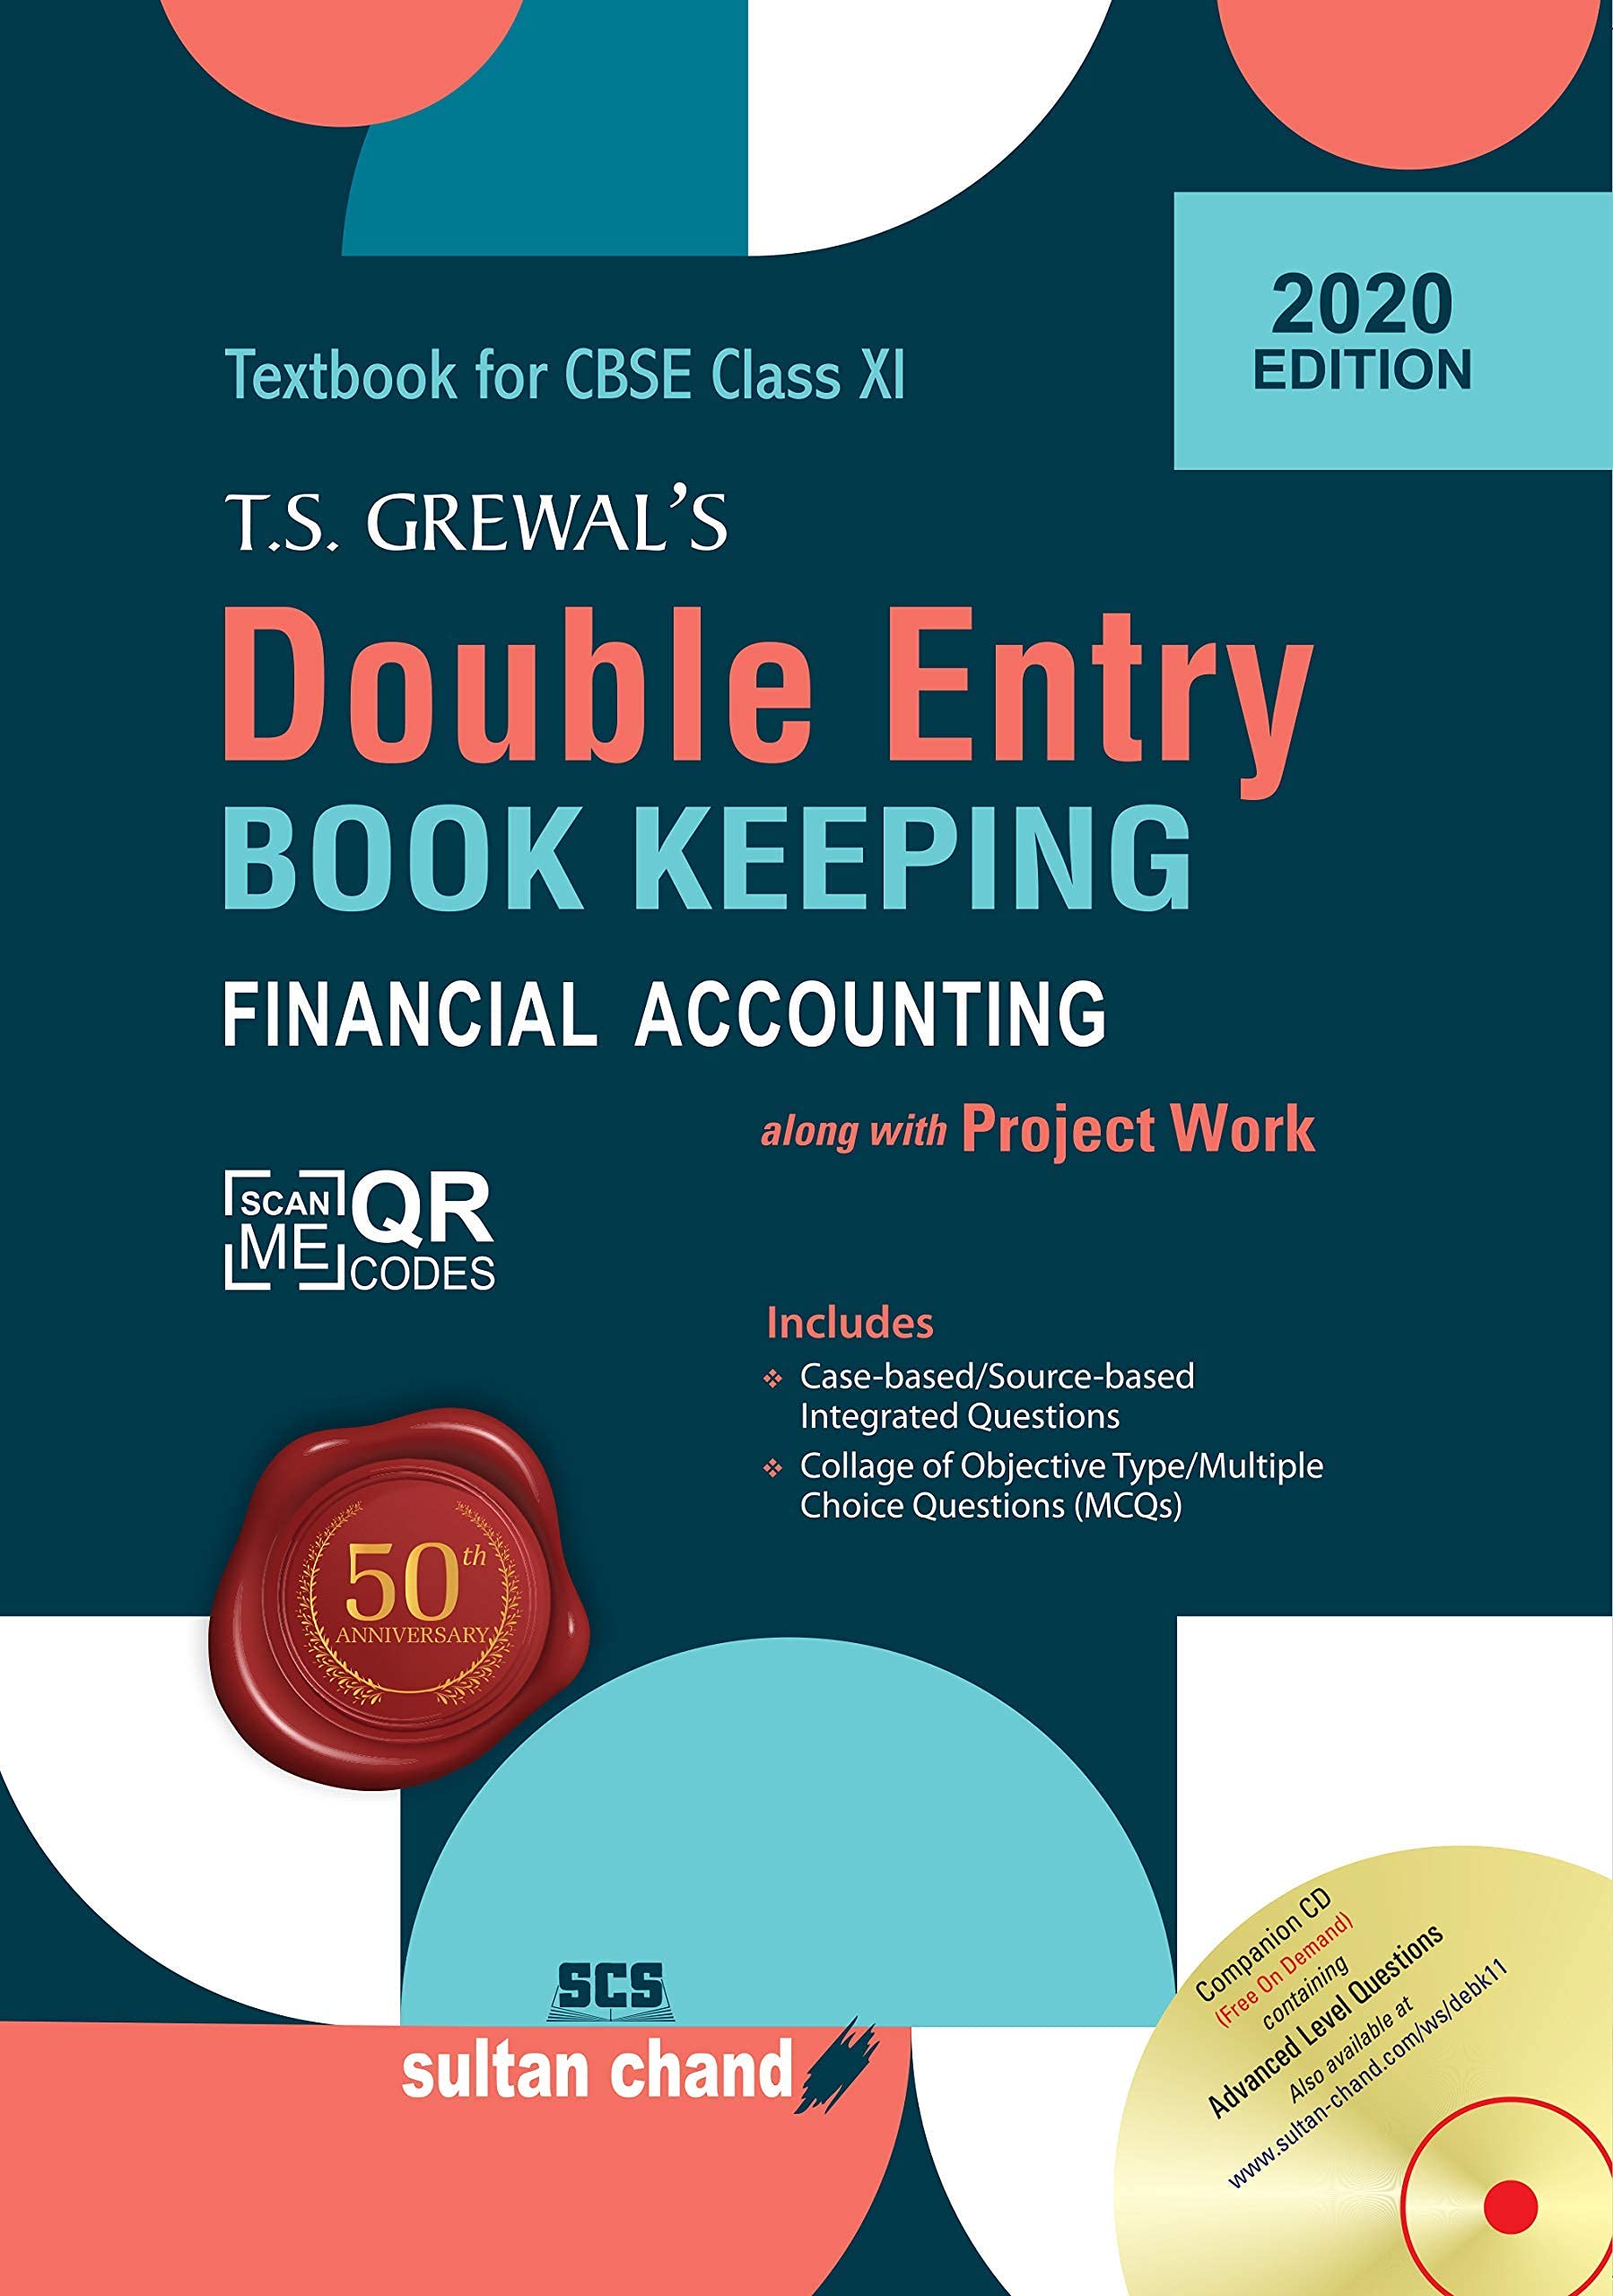 2020
EDITION
Textbook for CBSE Class XI
T.S. GREWAL'S
Double Entry
BOOK KEEPING
FINANCIAL ACCOUNTING
along with Project Work
SCAN
ME
QR
CODES
Includes
❖ Case-based/Source-based
Integrated Questions
❖ Collage of Objective Type/Multiple
Choice Questions (MCQs)
50th
ANNIVERSARY
SCS
sultan chand
Companion CD
(Free On Demand)
containing
Advanced Level Questions
Also available at
www.sultan-chand.com/ws/debk11